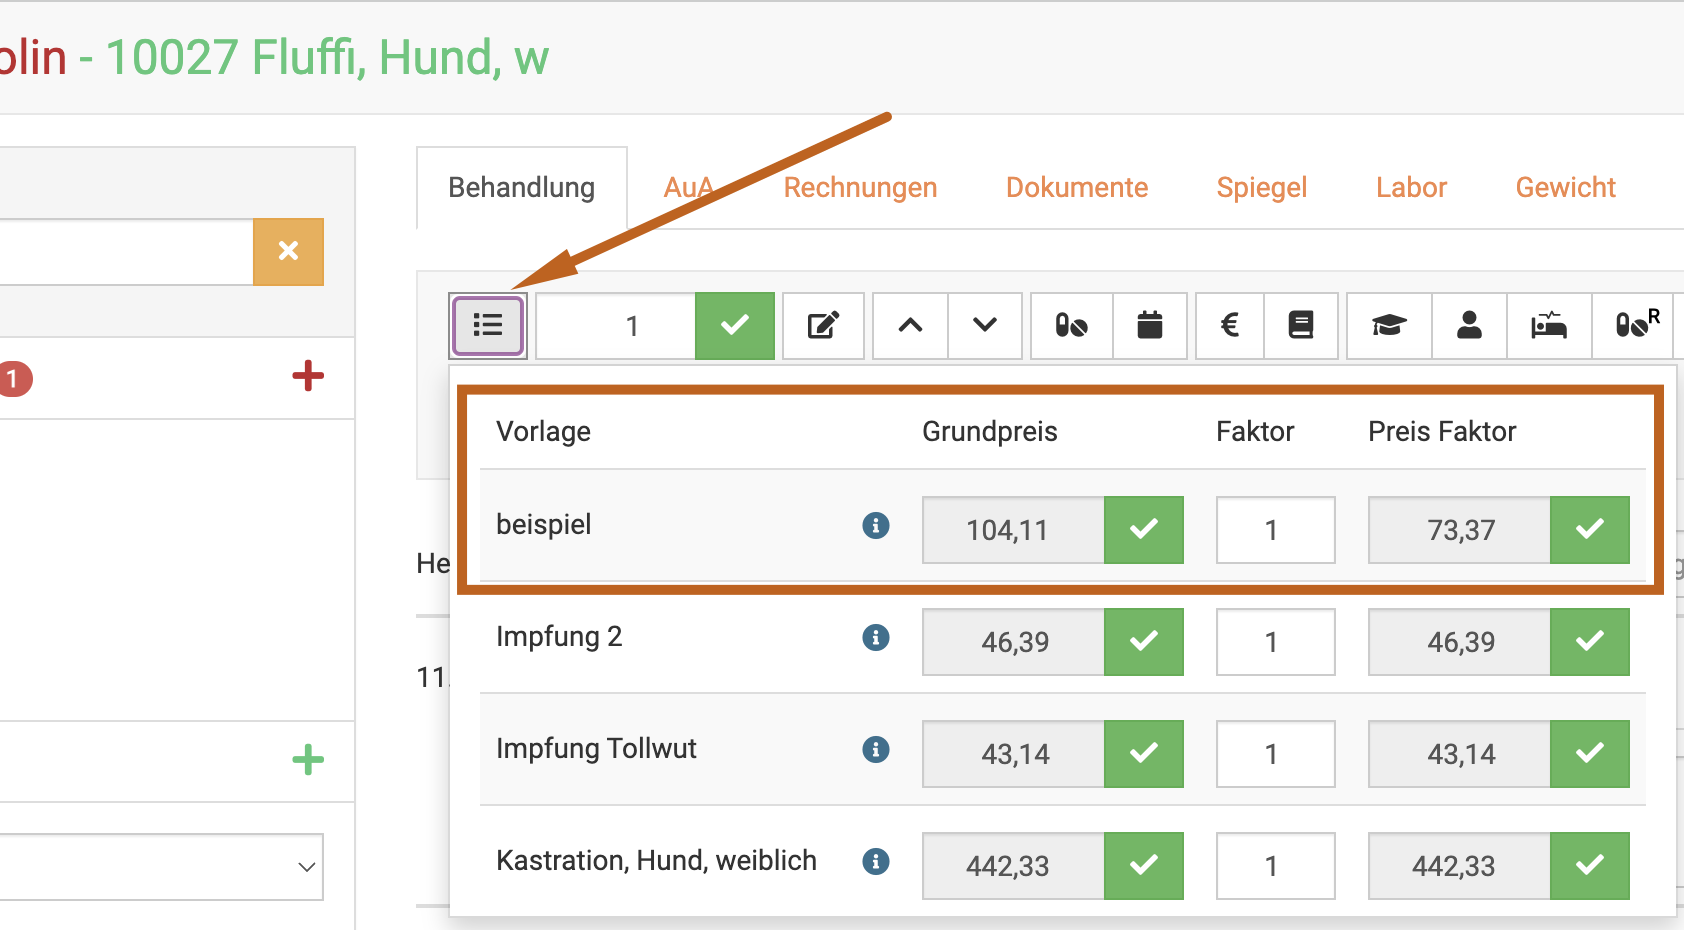 olin - 10027 Fluffi, Hund, w
Behandlung AuA Rechnungen Dokumente Spiegel Labor Gewicht
1 € R
1
Vorlage Grundpreis Faktor Preis Faktor
beispiel 104,11 1 73,37
He
Impfung 2 46,39 1 46,39
11.
Impfung Tollwut 43,14 1 43,14
Kastration, Hund, weiblich 442,33 1 442,33